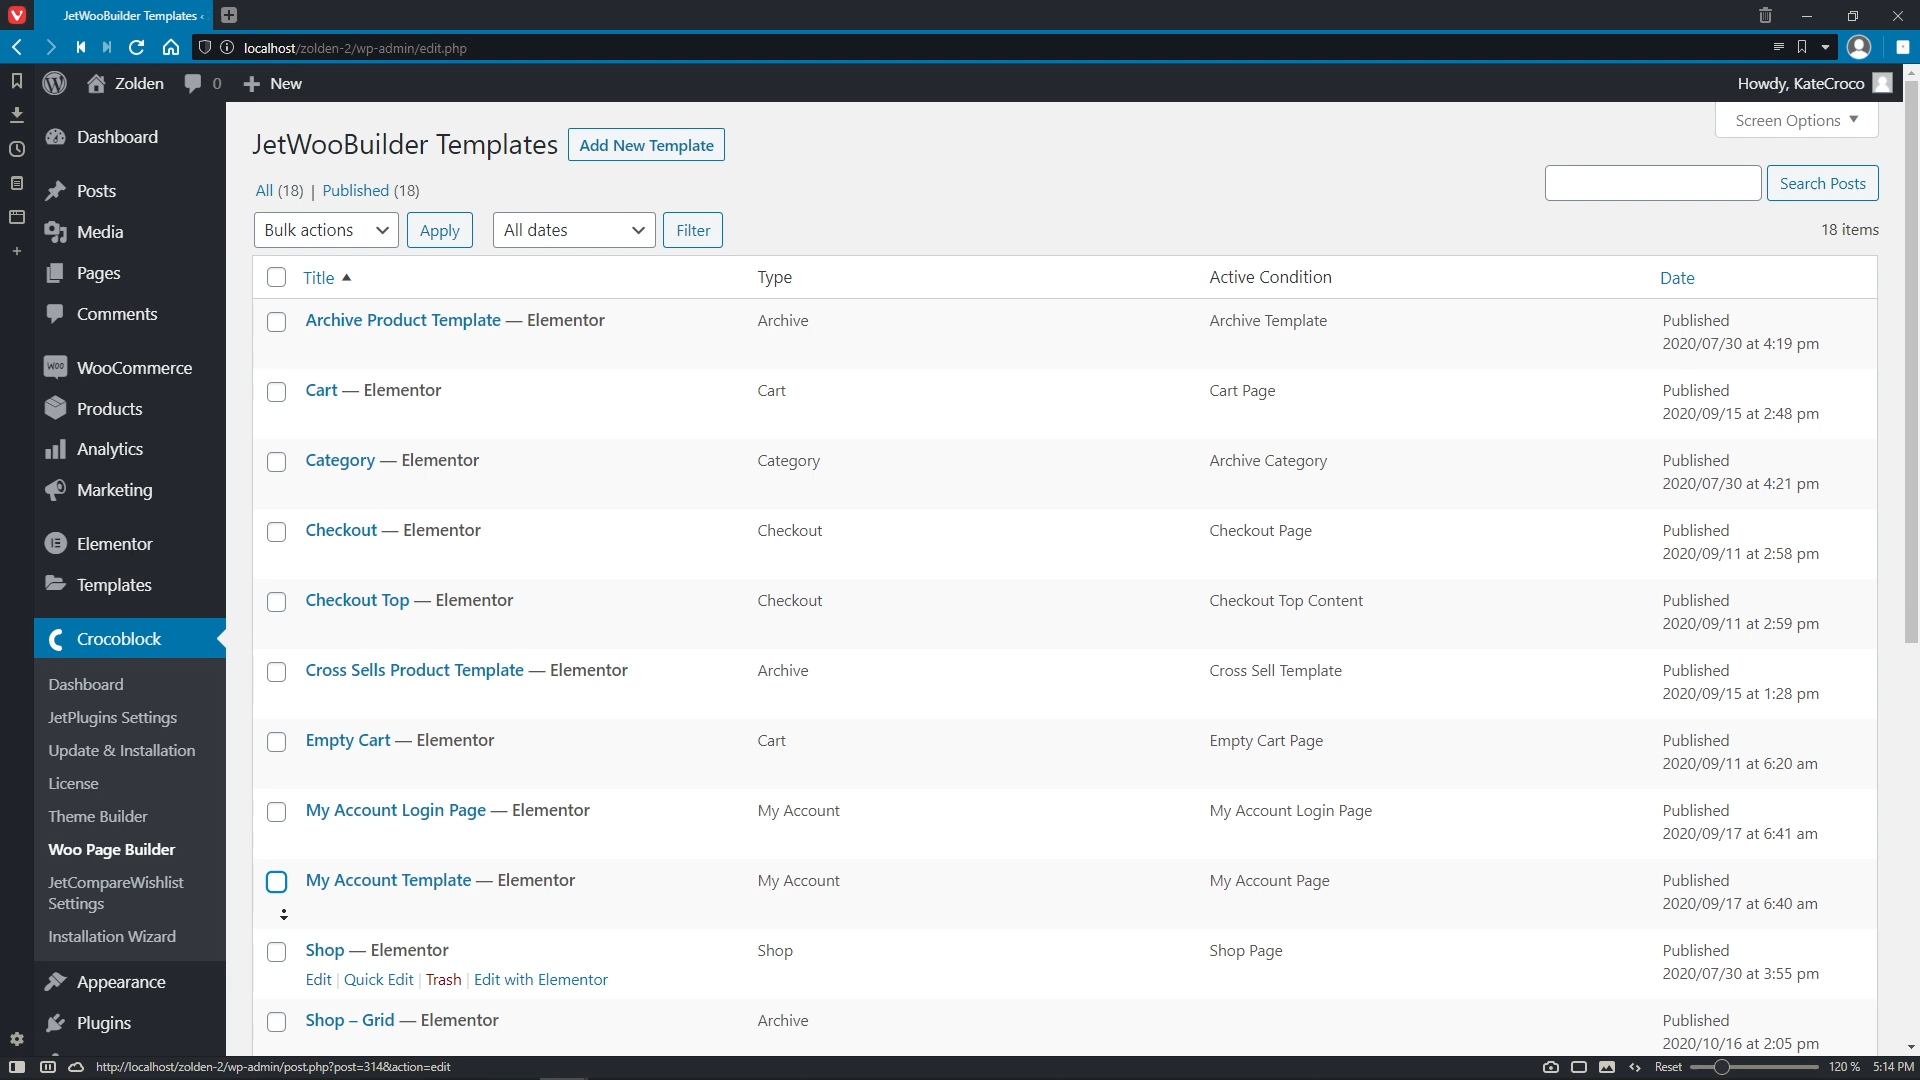 JetWooBuilder Templates
localhost/zolden-2/wp-admin/edit.php
Zolden
0
New
Howdy, KateCroco
Screen Options
Dashboard
Posts
Media
Pages
Comments
WooCommerce
Products
Analytics
Marketing
Elementor
Templates
Crocoblock
Dashboard
JetPlugins Settings
Update & Installation
License
Theme Builder
Woo Page Builder
JetCompareWishlist
Settings
Installation Wizard
Appearance
Plugins
JetWooBuilder Templates Add New Template
All (18) | Published (18)
Search Posts
Bulk actions Apply All dates Filter
18 items
Title Type Active Condition Date
Archive Product Template — Elementor Archive Archive Template Published
2020/07/30 at 4:19 pm
Cart — Elementor Cart Cart Page Published
2020/09/15 at 2:48 pm
Category — Elementor Category Archive Category Published
2020/07/30 at 4:21 pm
Checkout — Elementor Checkout Checkout Page Published
2020/09/11 at 2:58 pm
Checkout Top — Elementor Checkout Checkout Top Content Published
2020/09/11 at 2:59 pm
Cross Sells Product Template — Elementor Archive Cross Sell Template Published
2020/09/15 at 1:28 pm
Empty Cart — Elementor Cart Empty Cart Page Published
2020/09/11 at 6:20 am
My Account Login Page — Elementor My Account My Account Login Page Published
2020/09/17 at 6:41 am
My Account Template — Elementor My Account My Account Page Published
2020/09/17 at 6:40 am
Shop — Elementor Shop Shop Page Published
Edit | Quick Edit | Trash | Edit with Elementor 2020/07/30 at 3:55 pm
Shop – Grid — Elementor Archive Published
2020/10/16 at 2:05 pm
http://localhost/zolden-2/wp-admin/post.php?post=314&action=edit
Reset 120 % 5:14 PM